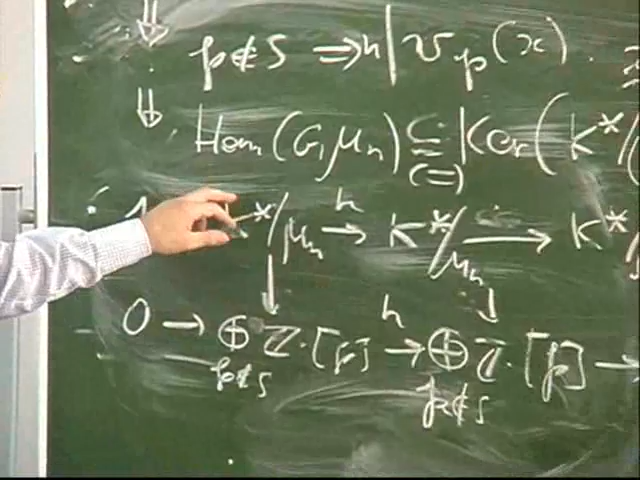 ⇓
p∉S ⇒ n | v_p(x).
⇓ Hom(G, μ_n) ⊆ Ker(K*/
(=)
*/μ_n →^n K*/μ_n → K*/
↓ ↓
0 → ⊕_{p∉S} ℤ·[p] →^n ⊕_{p∉S} ℤ·[p] →